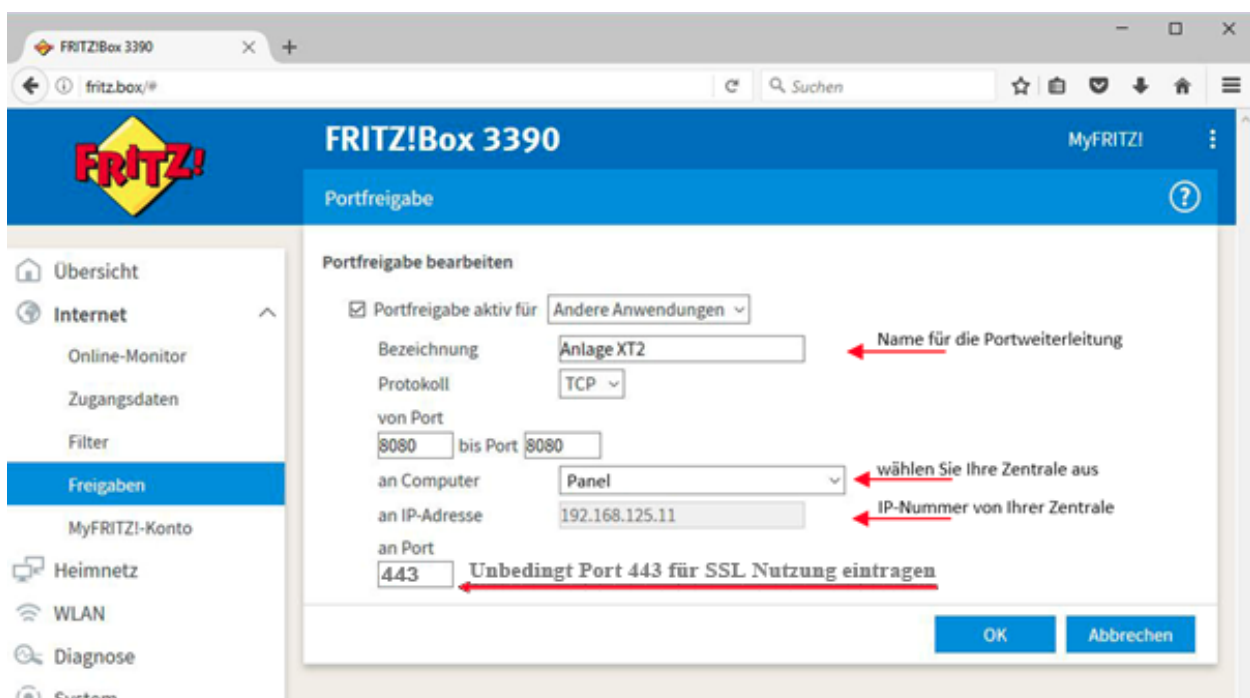 FRITZ!Box 3390
fritz.box/#
Suchen
FRITZ!
FRITZ!Box 3390
MyFRITZ!
Portfreigabe
?
Übersicht
Internet
Online-Monitor
Zugangsdaten
Filter
Freigaben
MyFRITZ!-Konto
Heimnetz
WLAN
Diagnose
System
Portfreigabe bearbeiten
Portfreigabe aktiv für Andere Anwendungen
Bezeichnung Anlage XT2 Name für die Portweiterleitung
Protokoll TCP
von Port
8080 bis Port 8080
an Computer Panel wählen Sie Ihre Zentrale aus
an IP-Adresse 192.168.125.11 IP-Nummer von Ihrer Zentrale
an Port
443 Unbedingt Port 443 für SSL Nutzung eintragen
OK Abbrechen